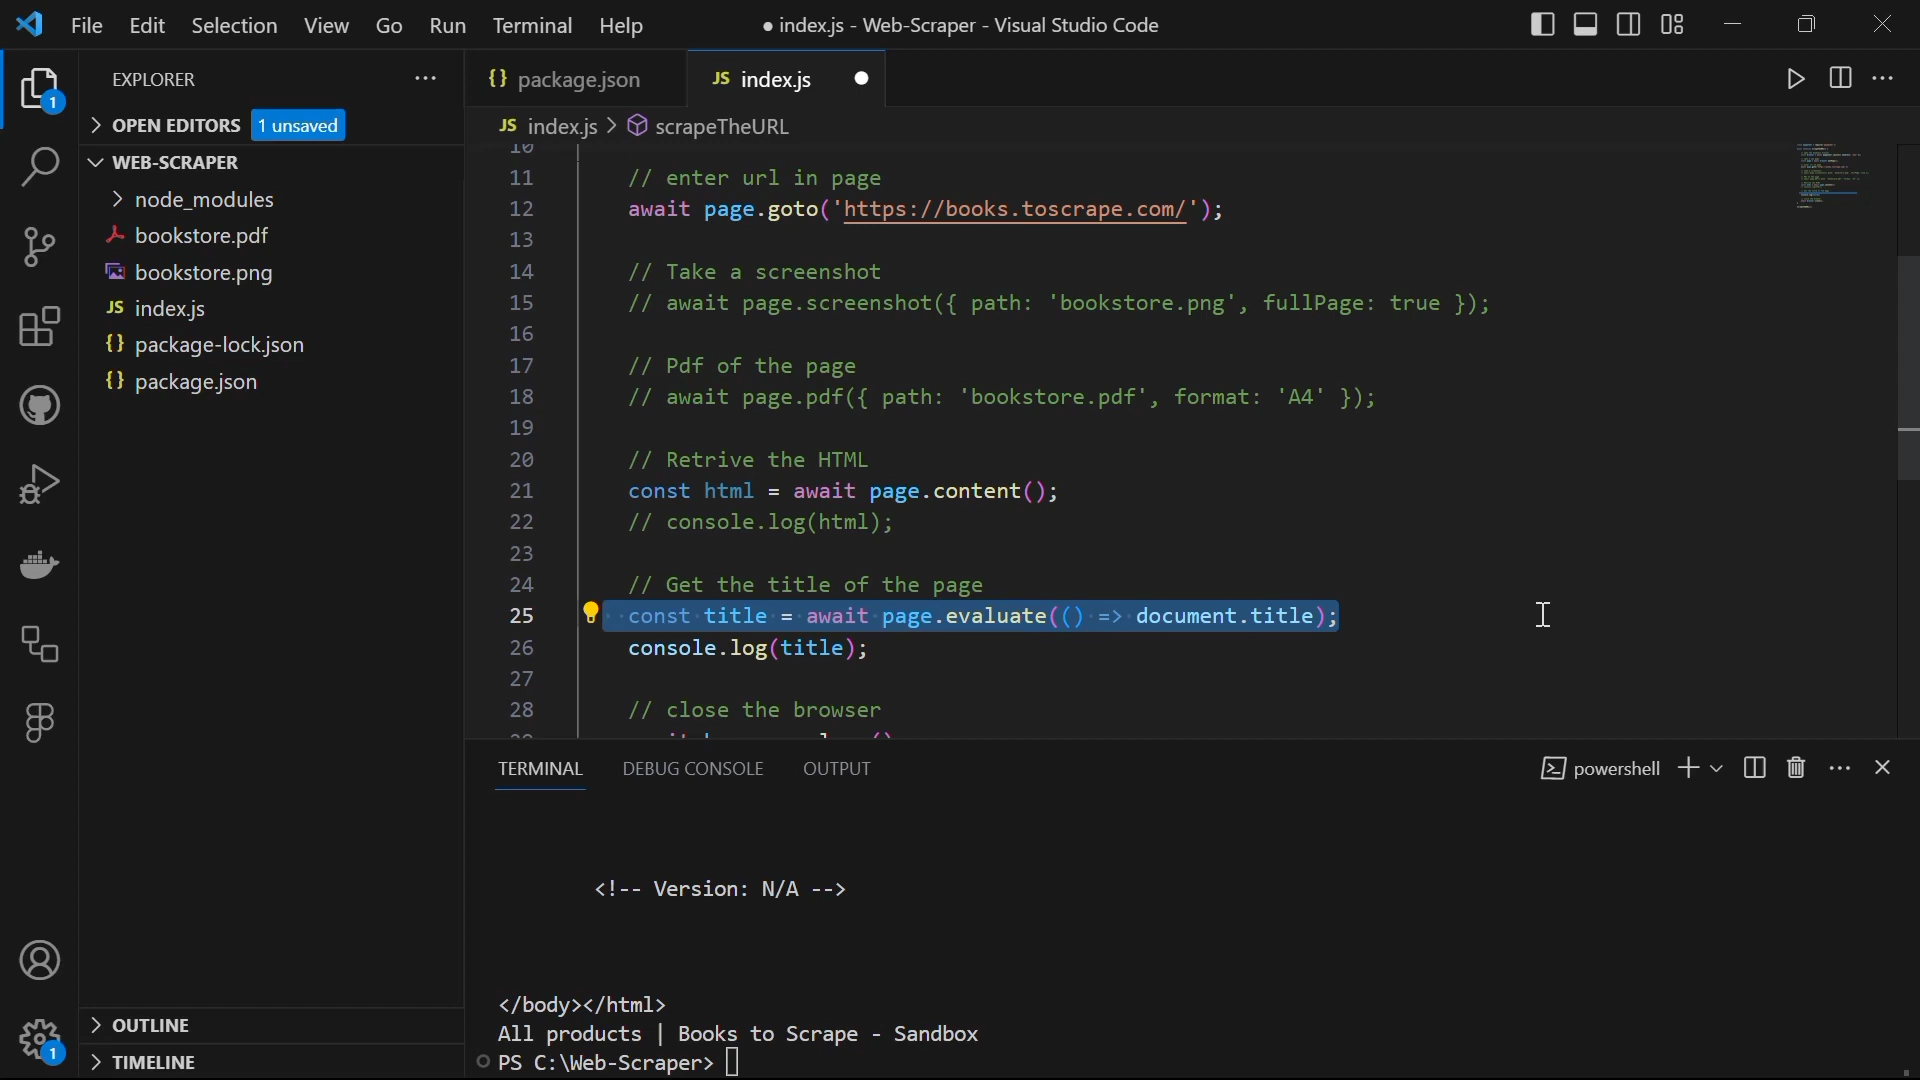 File Edit Selection View Go Run Terminal Help
● index.js - Web-Scraper - Visual Studio Code
EXPLORER
OPEN EDITORS 1 unsaved
WEB-SCRAPER
node_modules
bookstore.pdf
bookstore.png
JS index.js
{} package-lock.json
{} package.json
OUTLINE
TIMELINE
1
1
{} package.json
JS index.js
JS index.js > scrapeTheURL
10
11 // enter url in page
12 await page.goto('https://books.toscrape.com/');
13
14 // Take a screenshot
15 // await page.screenshot({ path: 'bookstore.png', fullPage: true });
16
17 // Pdf of the page
18 // await page.pdf({ path: 'bookstore.pdf', format: 'A4' });
19
20 // Retrive the HTML
21 const html = await page.content();
22 // console.log(html);
23
24 // Get the title of the page
25 const title = await page.evaluate(() => document.title);
26 console.log(title);
27
28 // close the browser
TERMINAL DEBUG CONSOLE OUTPUT
powershell
<!-- Version: N/A -->
</body></html>
All products | Books to Scrape - Sandbox
PS C:\Web-Scraper>